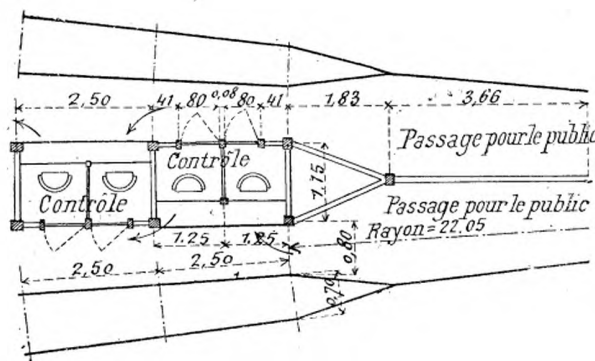 2,50 41 80 0,08 80 41 1,83 3,66
Passage pour le public
Contrôle
1,15
Contrôle
Passage pour le public
Rayon = 22.05
1.25 1.25
0,80
2,50 2,50
0,70